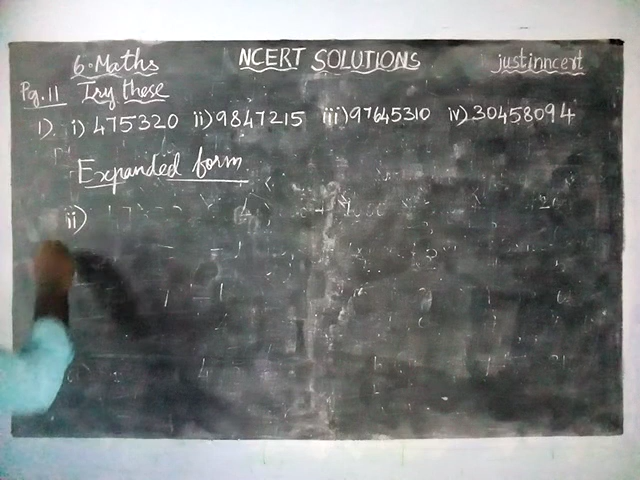 6.Maths NCERT SOLUTIONS justinncert
Pg.11 Try these
1). i) 475320 ii) 9847215 iii) 97645310 iv) 30458094
Expanded form
ii)